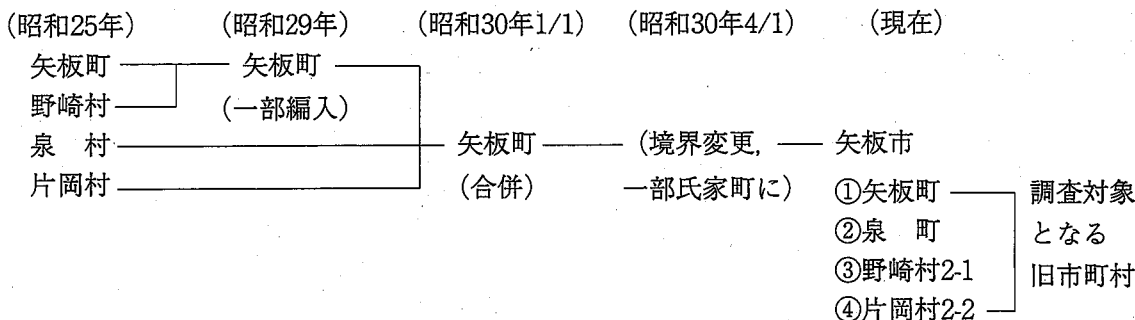 (昭和25年) (昭和29年) (昭和30年1/1) (昭和30年4/1) (現在)
矢板町 矢板町
野崎村 (一部編入)
泉 村 矢板町 (境界変更, 矢板市
片岡村 (合併) 一部氏家町に)
①矢板町 調査対象
②泉 町 となる
③野崎村2-1 旧市町村
④片岡村2-2